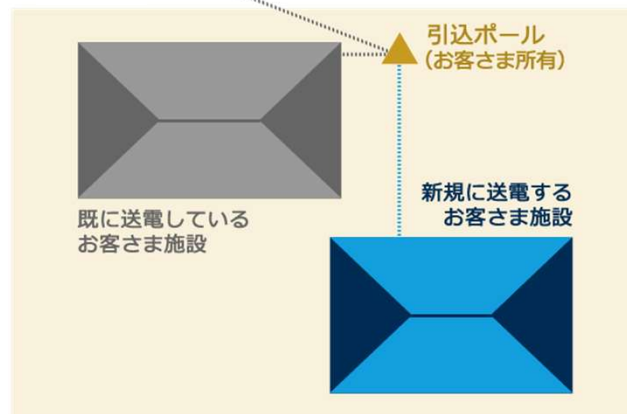 引込ポール
（お客さま所有）
新規に送電する
お客さま施設
既に送電している
お客さま施設